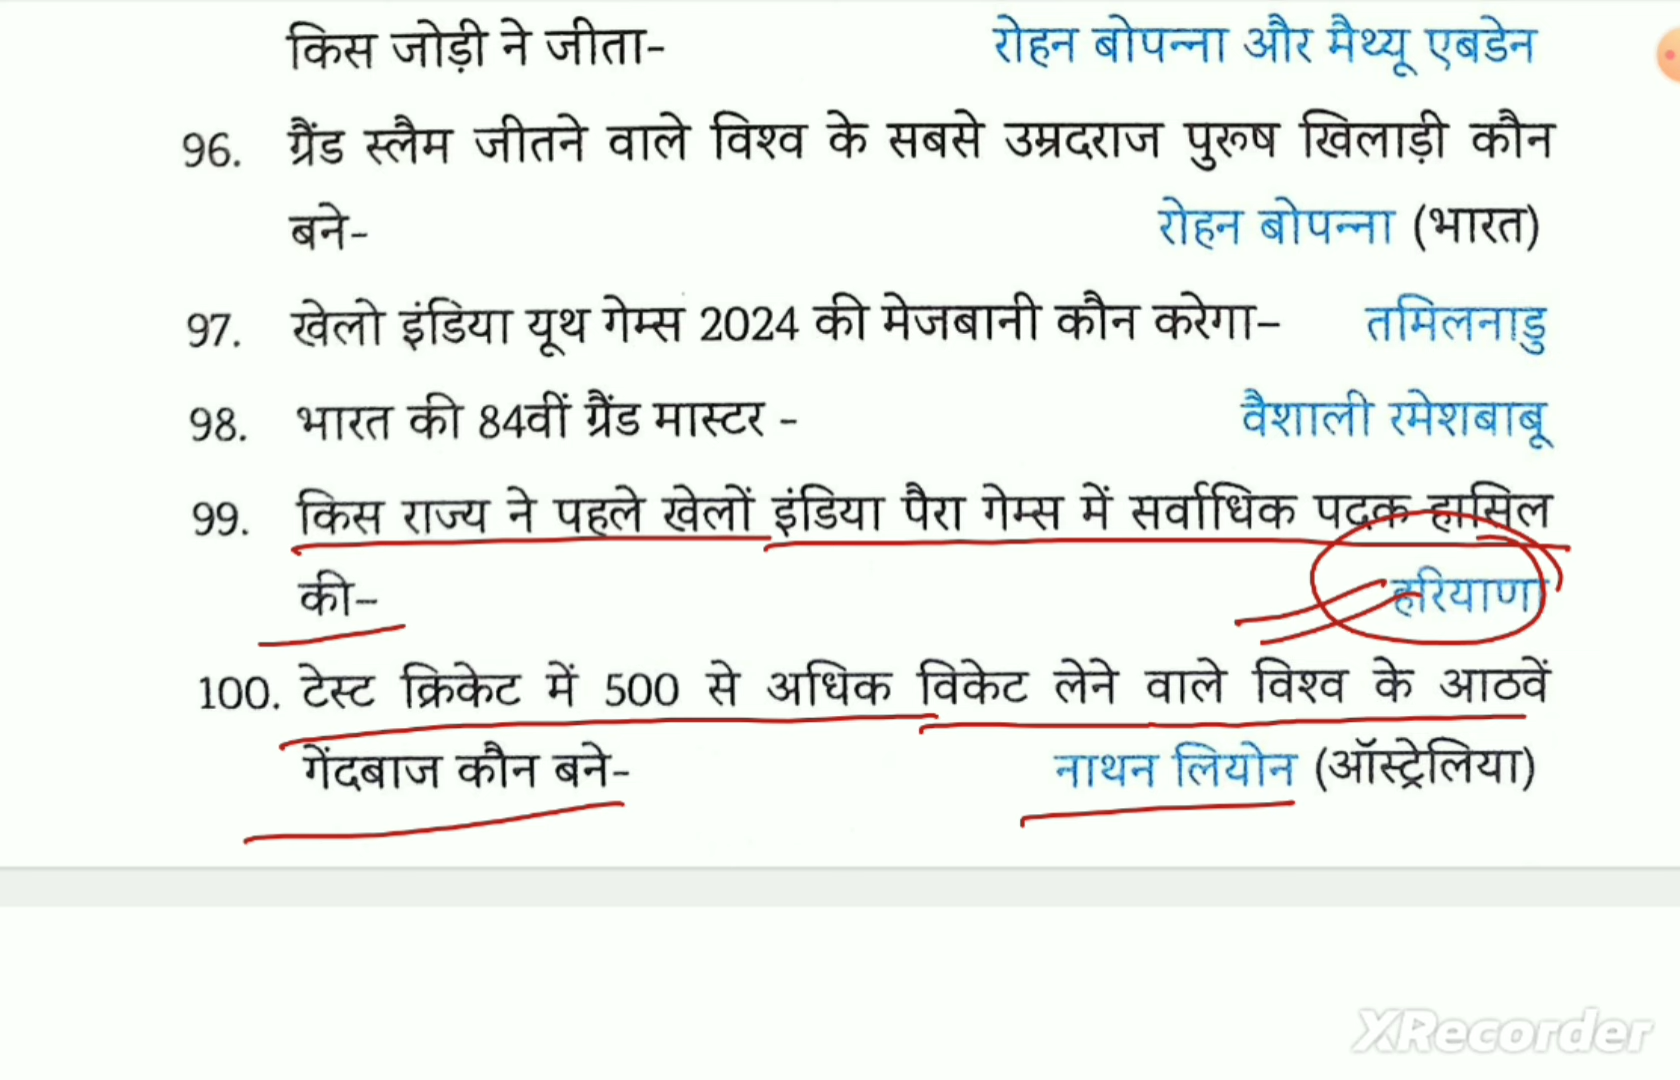 किस जोड़ी ने जीता- रोहन बोपन्ना और मैथ्यू एबडेन
96. ग्रैंड स्लैम जीतने वाले विश्व के सबसे उम्रदराज पुरूष खिलाड़ी कौन
बने- रोहन बोपन्ना (भारत)
97. खेलो इंडिया यूथ गेम्स 2024 की मेजबानी कौन करेगा- तमिलनाडु
98. भारत की 84वीं ग्रैंड मास्टर - वैशाली रमेशबाबू
99. किस राज्य ने पहले खेलों इंडिया पैरा गेम्स में सर्वाधिक पदक हासिल
की- हरियाणा
100. टेस्ट क्रिकेट में 500 से अधिक विकेट लेने वाले विश्व के आठवें
गेंदबाज कौन बने- नाथन लियोन (ऑस्ट्रेलिया)
XRecorder